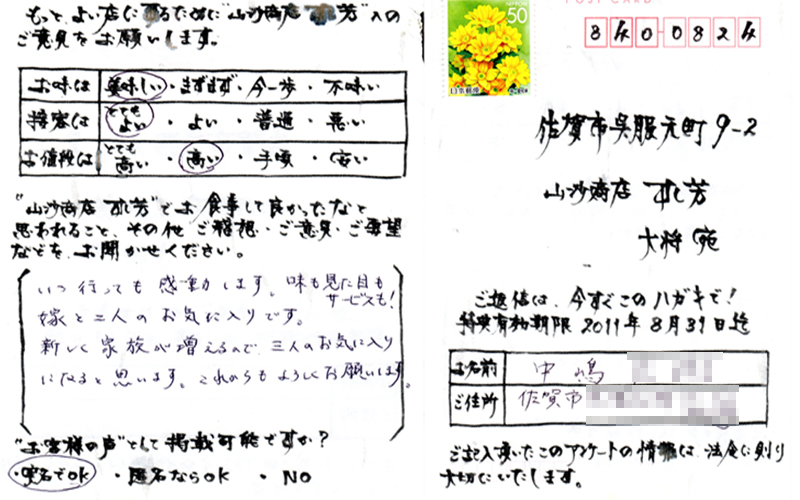 もっと、よい店になるために"山沙商店 すし芳"への
ご意見をお願いします。
お味は 美味しい・まずまず・今一歩・不味い
接客は とてもよい・よい・普通・悪い
お値段は とても高い・高い・手頃・安い
"山沙商店 すし芳"でお食事して良かったなと
思われること、その他ご感想・ご意見・ご要望
などを、お聞かせください。
いつ行っても感動します。味も見た目も
サービスも!
嫁と二人のお気に入りです。
新しく家族が増えるので、三人のお気に入り
になると思います。これからもよろしくお願いします。
"お客様の声"として掲載可能ですか?
・実名でOK ・匿名ならOK ・NO
POST CARD
NIPPON
50
日本郵便
8400824
佐賀市呉服元町9-2
山沙商店 すし芳
大将 宛
ご返信は、今すぐこのハガキで!
特典有効期限 2011年8月31日迄
お名前 中嶋
ご住所 佐賀市
ご記入頂いたこのアンケートの情報は、法令に則り
大切にいたします。